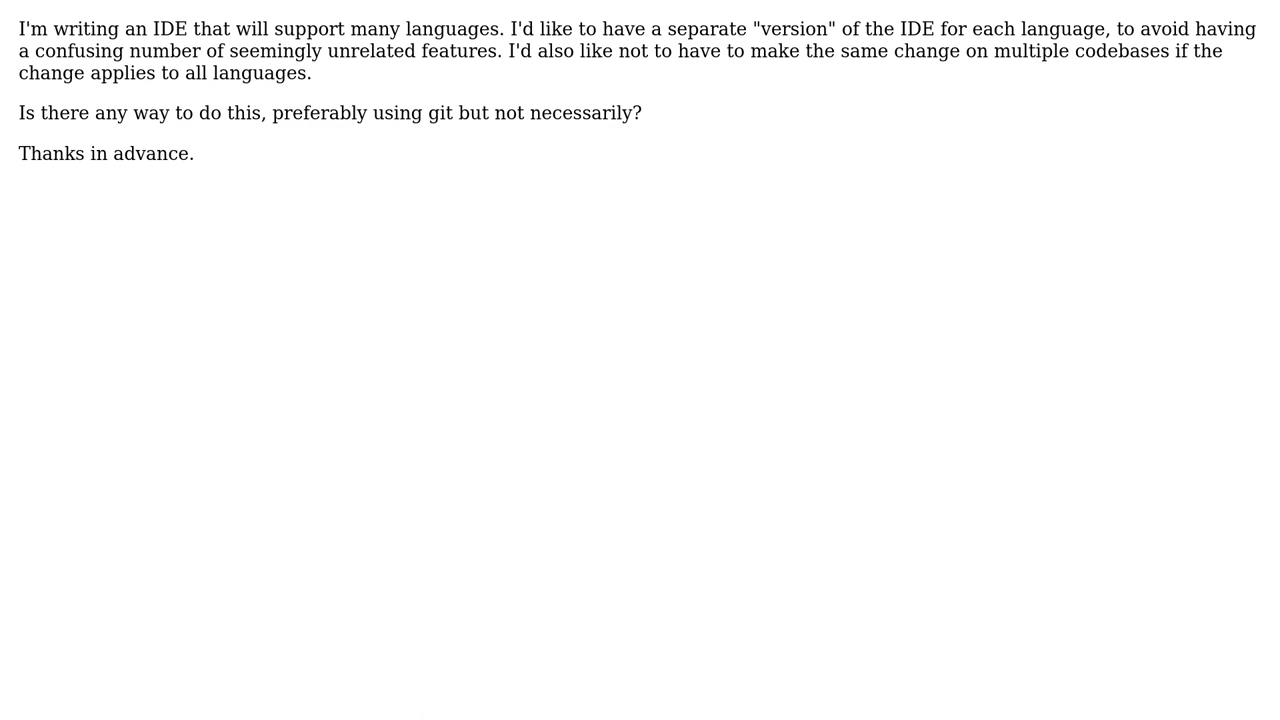 I'm writing an IDE that will support many languages. I'd like to have a separate "version" of the IDE for each language, to avoid having
a confusing number of seemingly unrelated features. I'd also like not to have to make the same change on multiple codebases if the
change applies to all languages.
Is there any way to do this, preferably using git but not necessarily?
Thanks in advance.